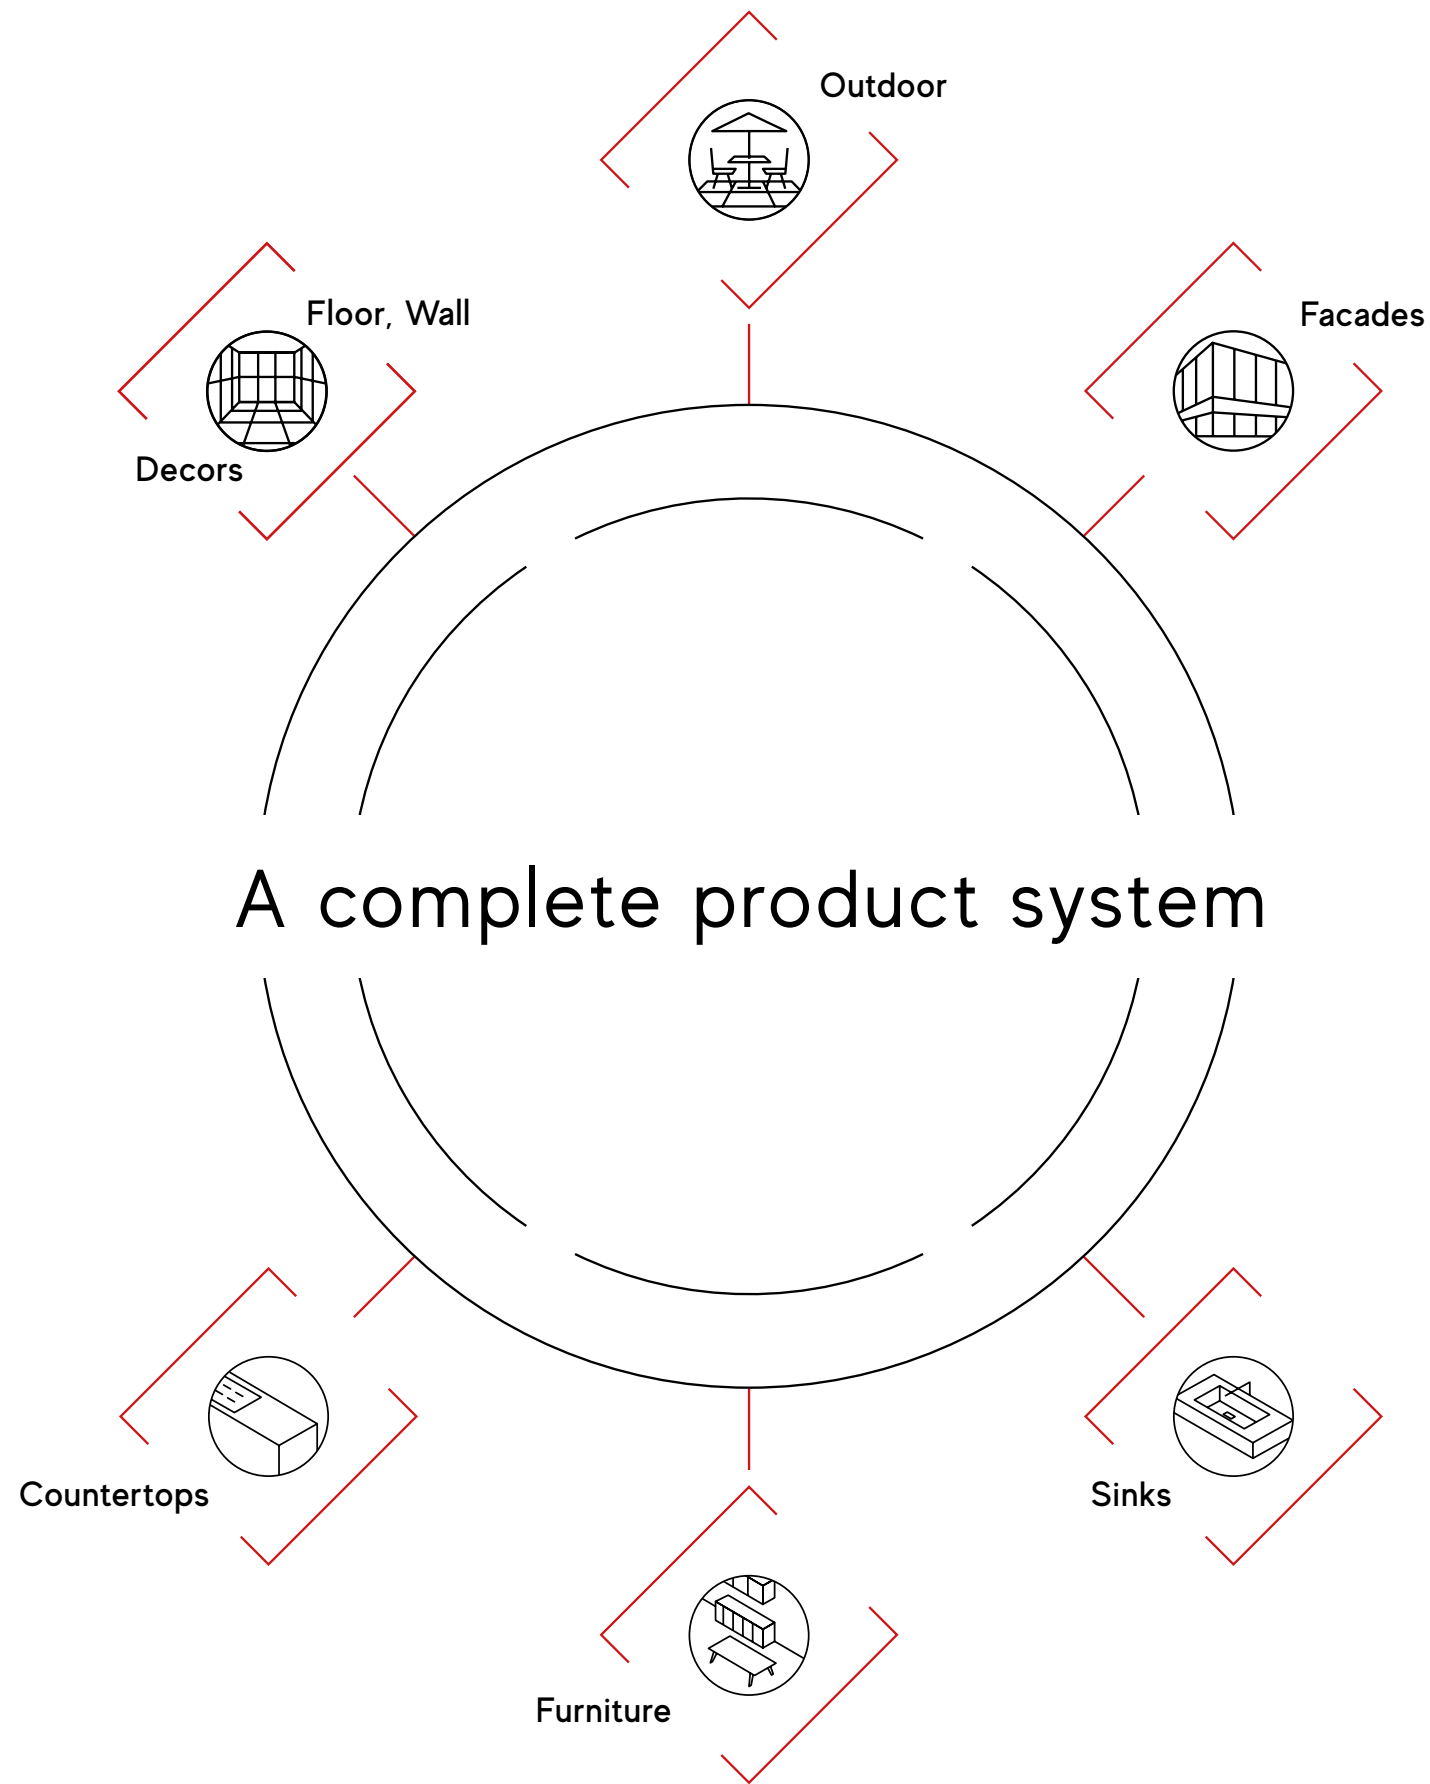 Outdoor
Floor, Wall
Decors
Facades
A complete product system
Countertops
Sinks
Furniture